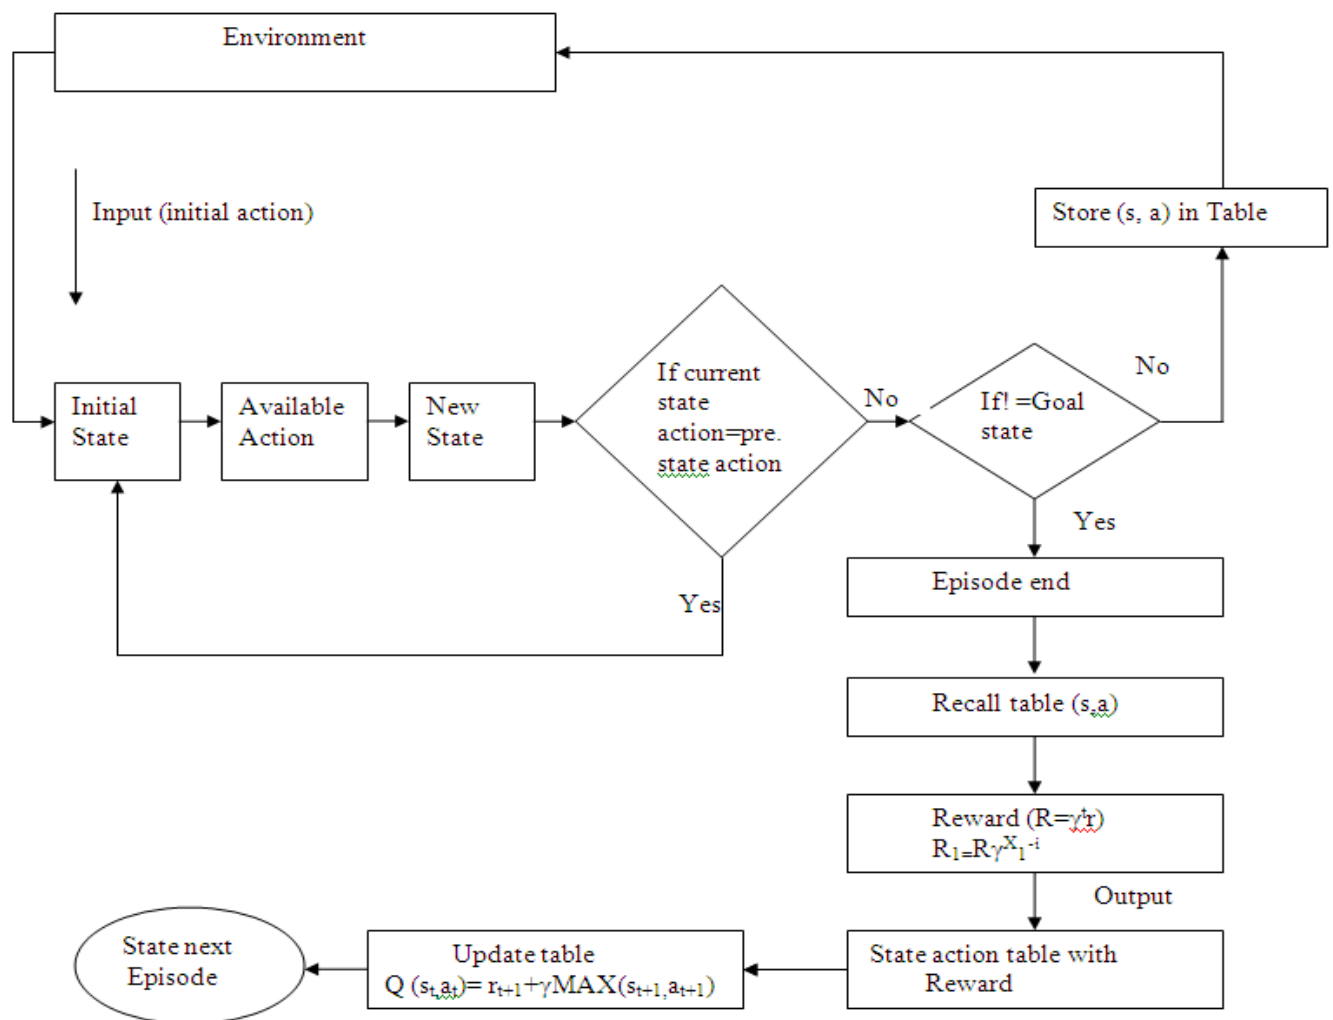 Environment
Input (initial action)
Store (s, a) in Table
Initial
State
Available
Action
New
State
If current
state
action=pre.
state action
No
If! =Goal
state
No
Yes
Yes
Episode end
Recall table (s,a)
Reward (R=γᵗr)
R₁=Rγˣ₁⁻ⁱ
Output
State action table with
Reward
Update table
Q (sₜ,aₜ)= rₜ₊₁+γMAX(sₜ₊₁,aₜ₊₁)
State next
Episode